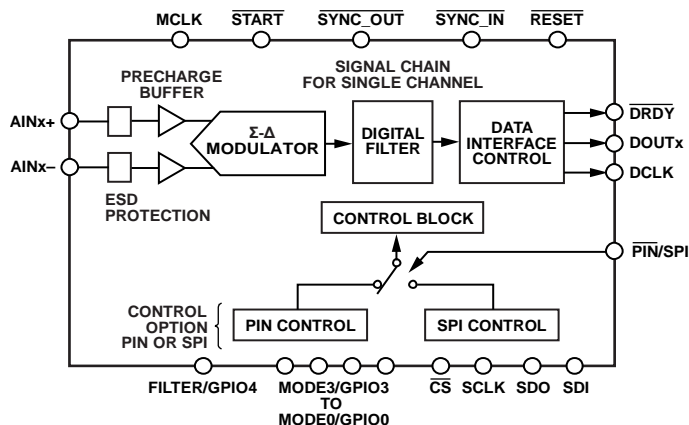 MCLK START SYNC_OUT SYNC_IN RESET
PRECHARGE
BUFFER
SIGNAL CHAIN
FOR SINGLE CHANNEL
AINx+
AINx–
Σ-Δ
MODULATOR
DIGITAL
FILTER
DATA
INTERFACE
CONTROL
DRDY
DOUTx
DCLK
ESD
PROTECTION
CONTROL BLOCK
PIN/SPI
CONTROL
OPTION
PIN OR SPI
PIN CONTROL
SPI CONTROL
FILTER/GPIO4
MODE3/GPIO3
TO
MODE0/GPIO0
CS SCLK SDO SDI